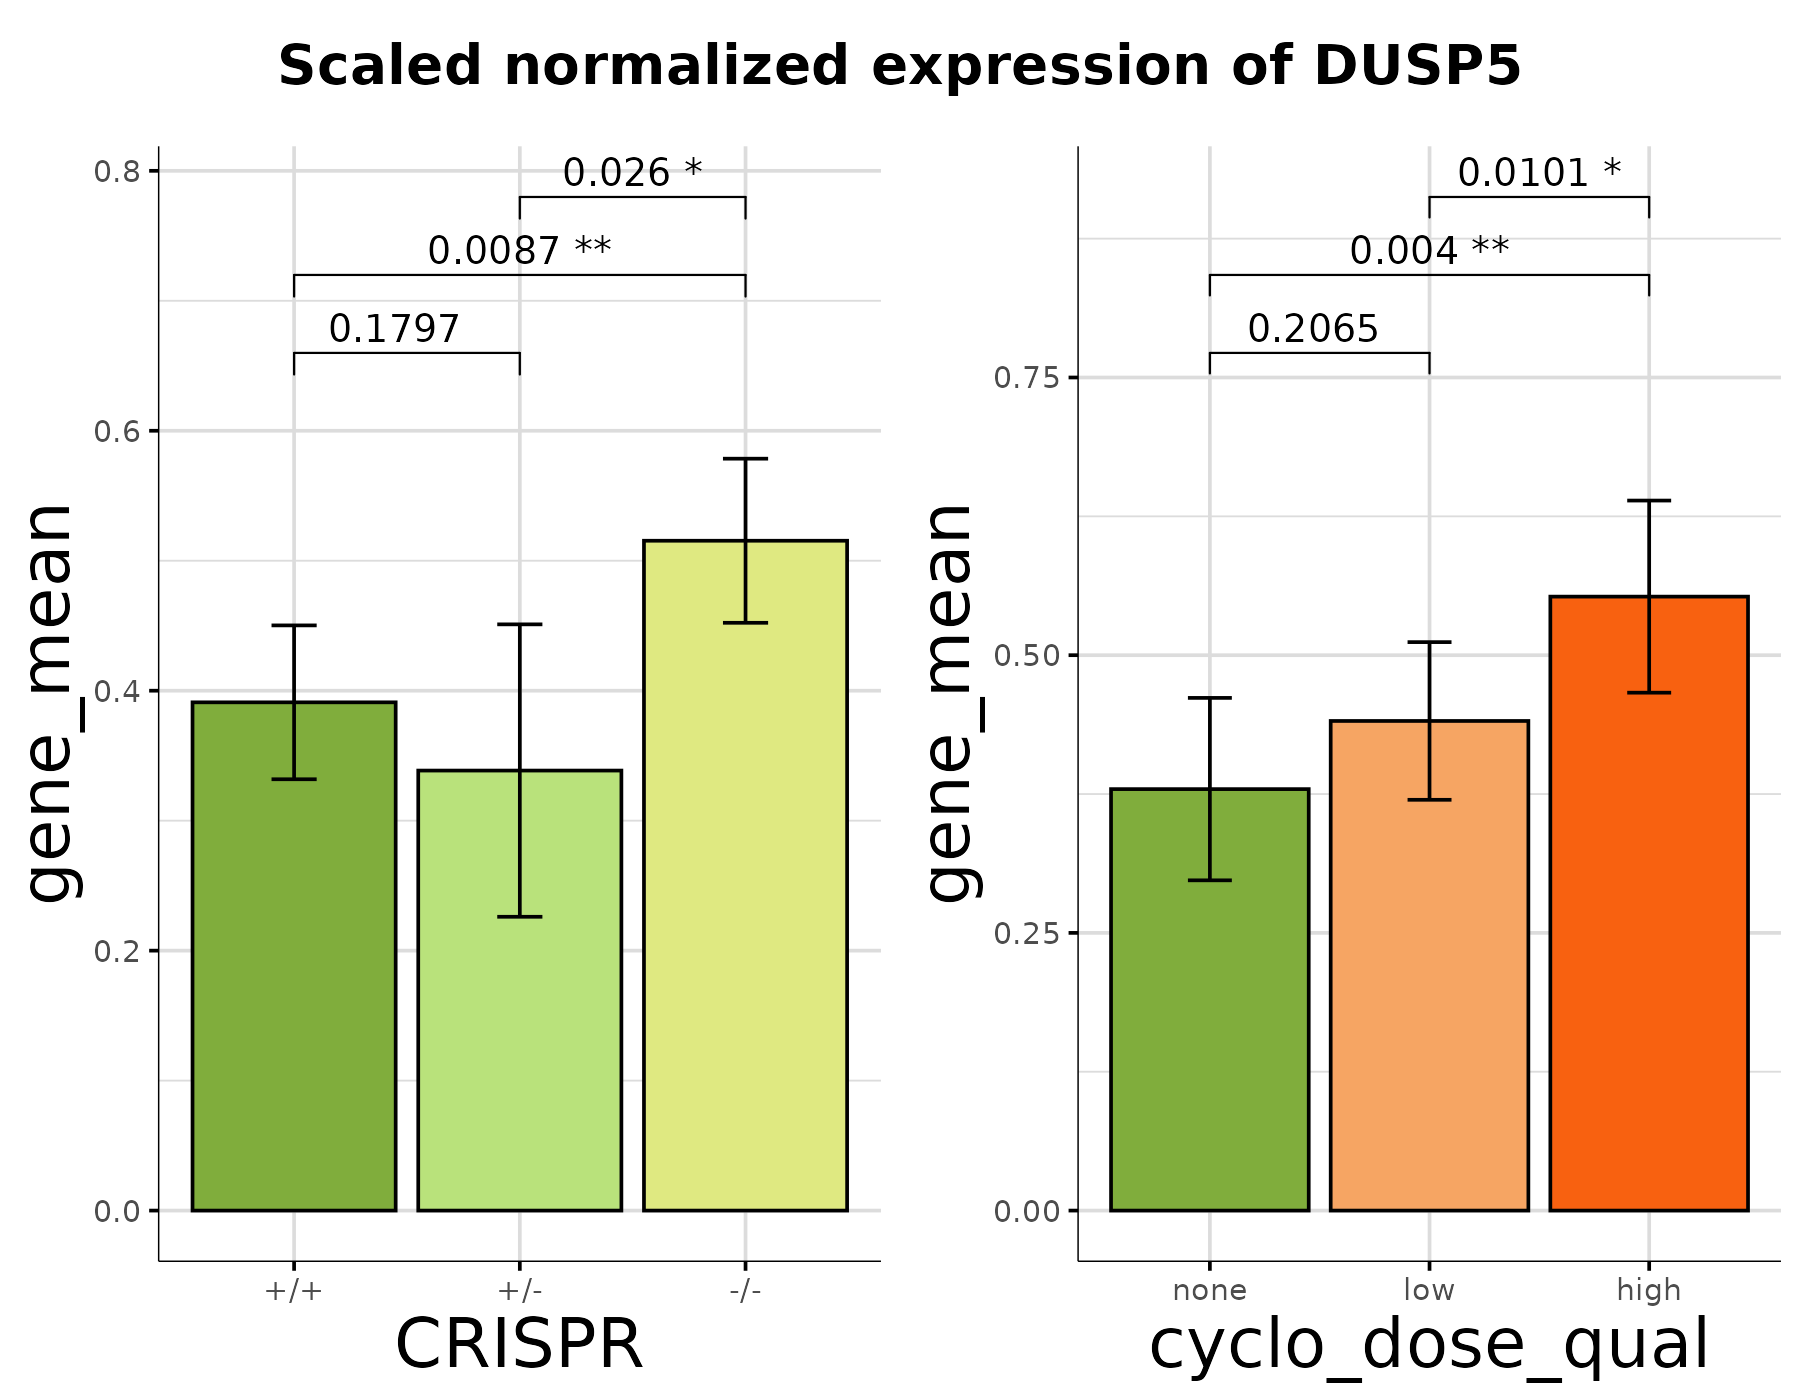 Scaled normalized expression of DUSP5
gene_mean
0.8
0.6
0.4
0.2
0.0
0.026 *
0.0087 **
0.1797
+/+
+/-
-/-
CRISPR
gene_mean
0.75
0.50
0.25
0.00
0.0101 *
0.004 **
0.2065
none
low
high
cyclo_dose_qual